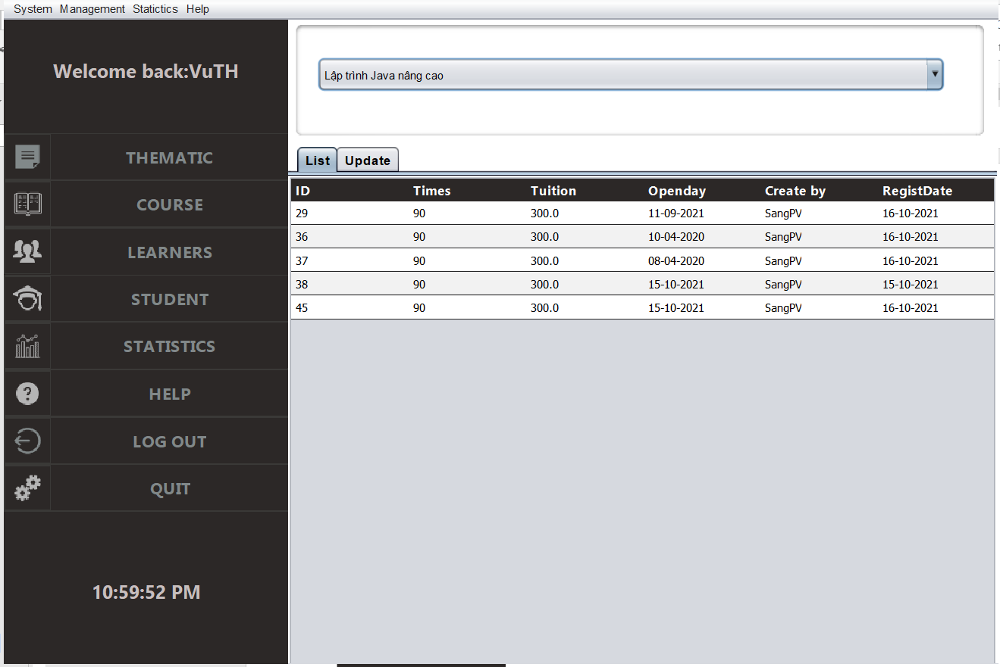 System Management Statictics Help
Welcome back:VuTH
THEMATIC
COURSE
LEARNERS
STUDENT
STATISTICS
HELP
LOG OUT
QUIT
10:59:52 PM
Lập trình Java nâng cao
List Update
ID Times Tuition Openday Create by RegistDate
29 90 300.0 11-09-2021 SangPV 16-10-2021
36 90 300.0 10-04-2020 SangPV 16-10-2021
37 90 300.0 08-04-2020 SangPV 16-10-2021
38 90 300.0 15-10-2021 SangPV 15-10-2021
45 90 300.0 15-10-2021 SangPV 16-10-2021